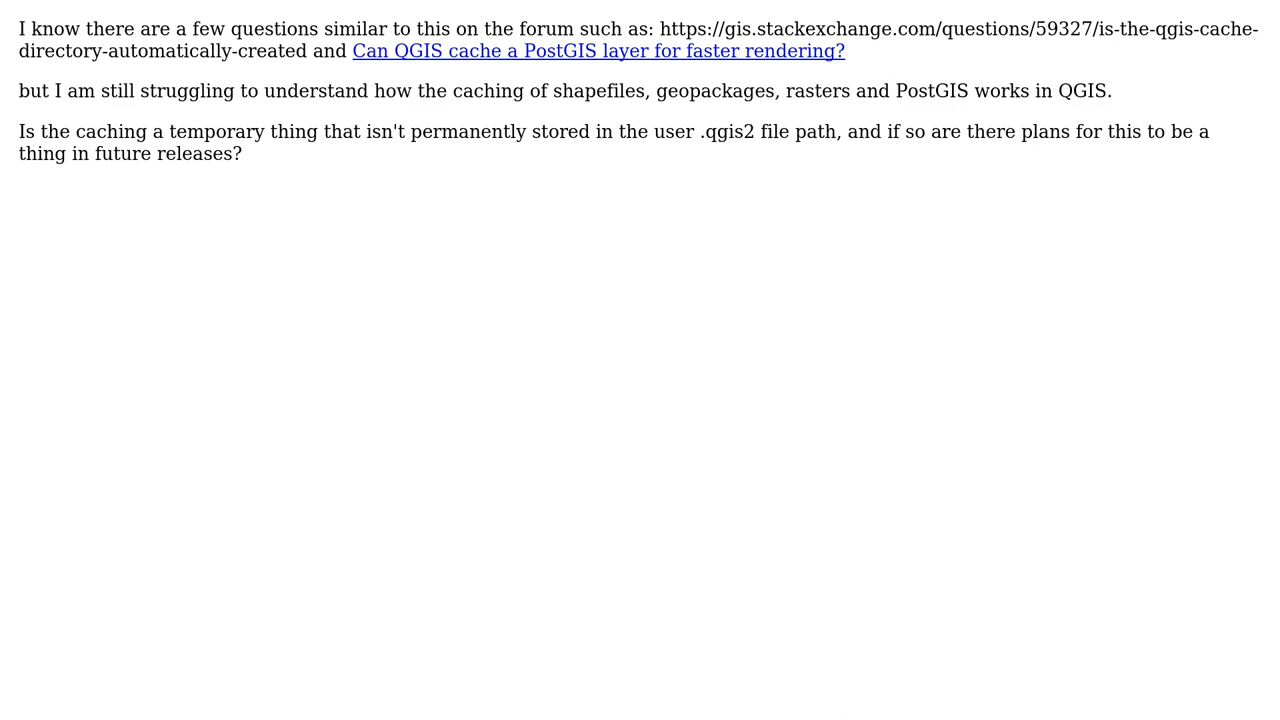 I know there are a few questions similar to this on the forum such as: https://gis.stackexchange.com/questions/59327/is-the-qgis-cache-
directory-automatically-created and Can QGIS cache a PostGIS layer for faster rendering?
but I am still struggling to understand how the caching of shapefiles, geopackages, rasters and PostGIS works in QGIS.
Is the caching a temporary thing that isn't permanently stored in the user .qgis2 file path, and if so are there plans for this to be a
thing in future releases?